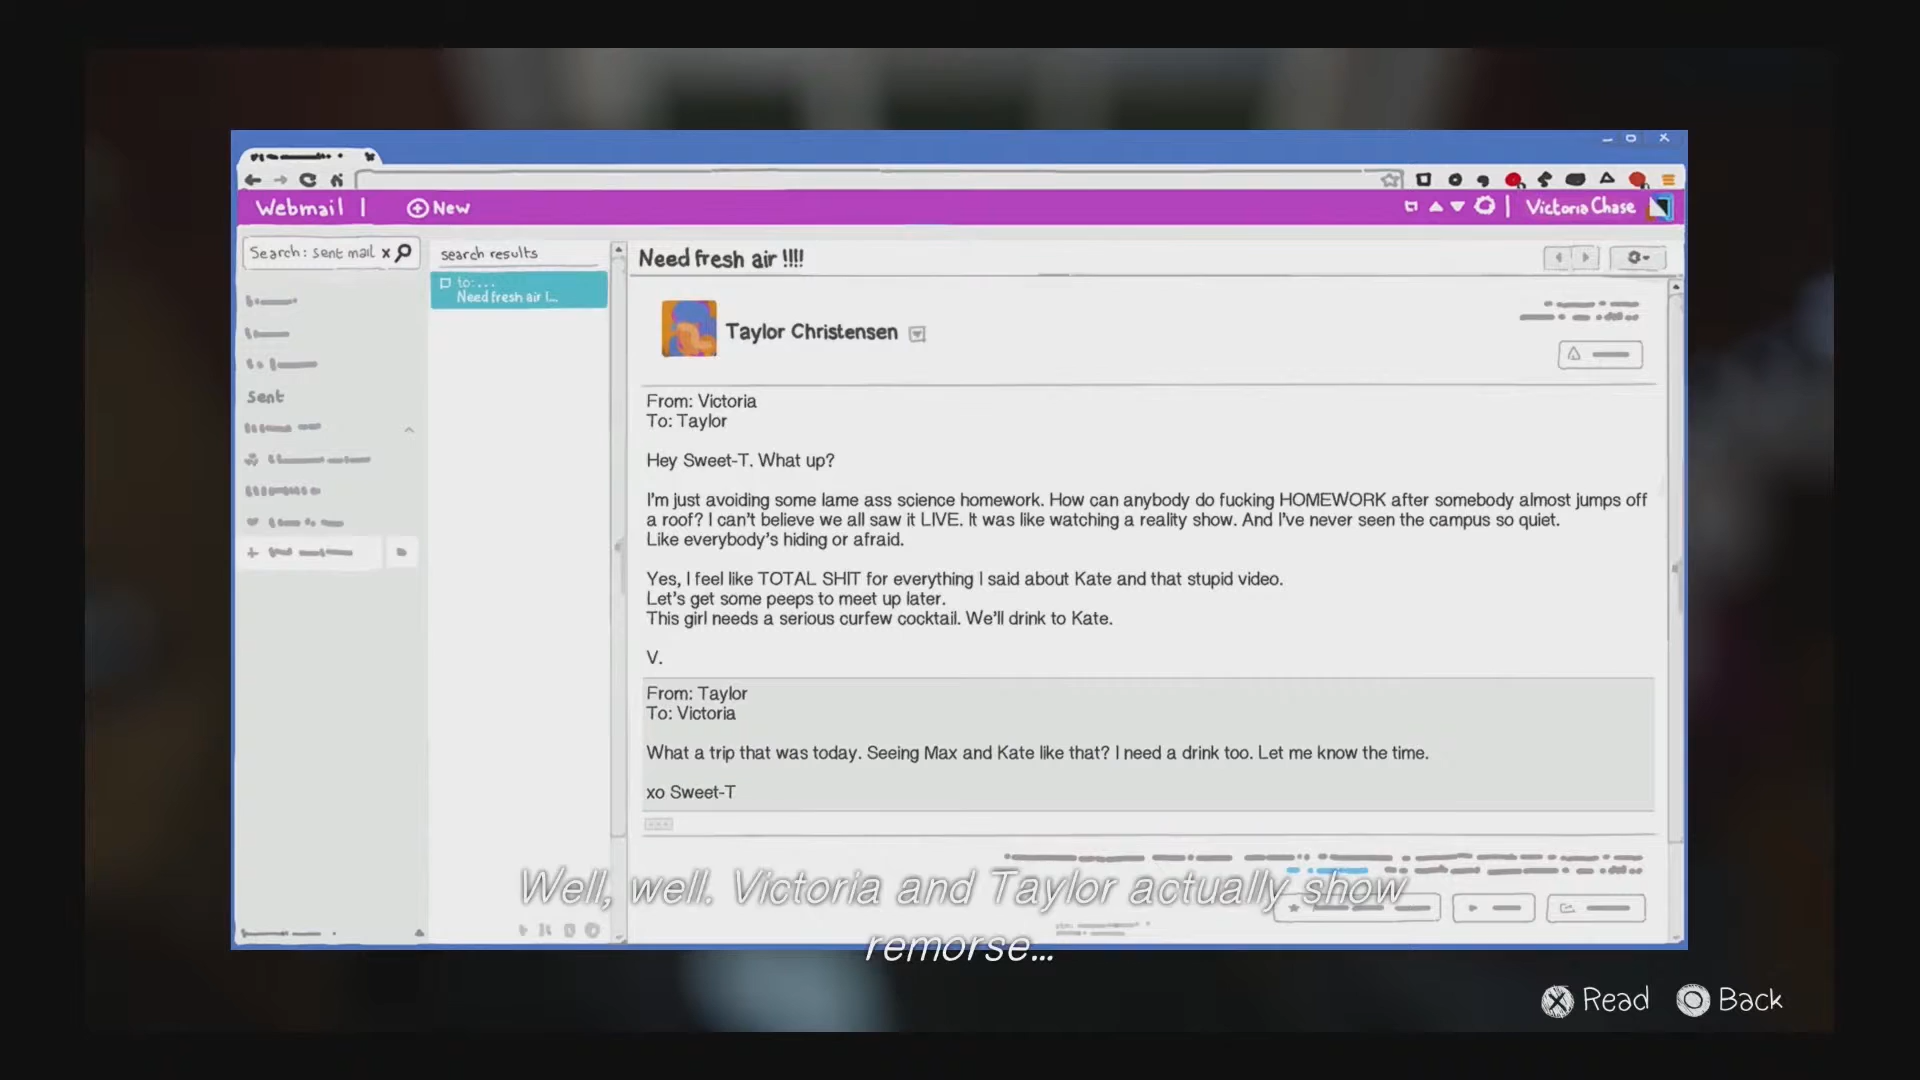 Webmail | New
Victoria Chase
Search: sent mail x
search results
to:...
Need fresh air !...
Sent
Need fresh air !!!!
Taylor Christensen
From: Victoria
To: Taylor
Hey Sweet-T. What up?
I'm just avoiding some lame ass science homework. How can anybody do fucking HOMEWORK after somebody almost jumps off
a roof? I can't believe we all saw it LIVE. It was like watching a reality show. And I've never seen the campus so quiet.
Like everybody's hiding or afraid.
Yes, I feel like TOTAL SHIT for everything I said about Kate and that stupid video.
Let's get some peeps to meet up later.
This girl needs a serious curfew cocktail. We'll drink to Kate.
V.
From: Taylor
To: Victoria
What a trip that was today. Seeing Max and Kate like that? I need a drink too. Let me know the time.
xo Sweet-T
Well, well. Victoria and Taylor actually show
remorse...
Read
Back